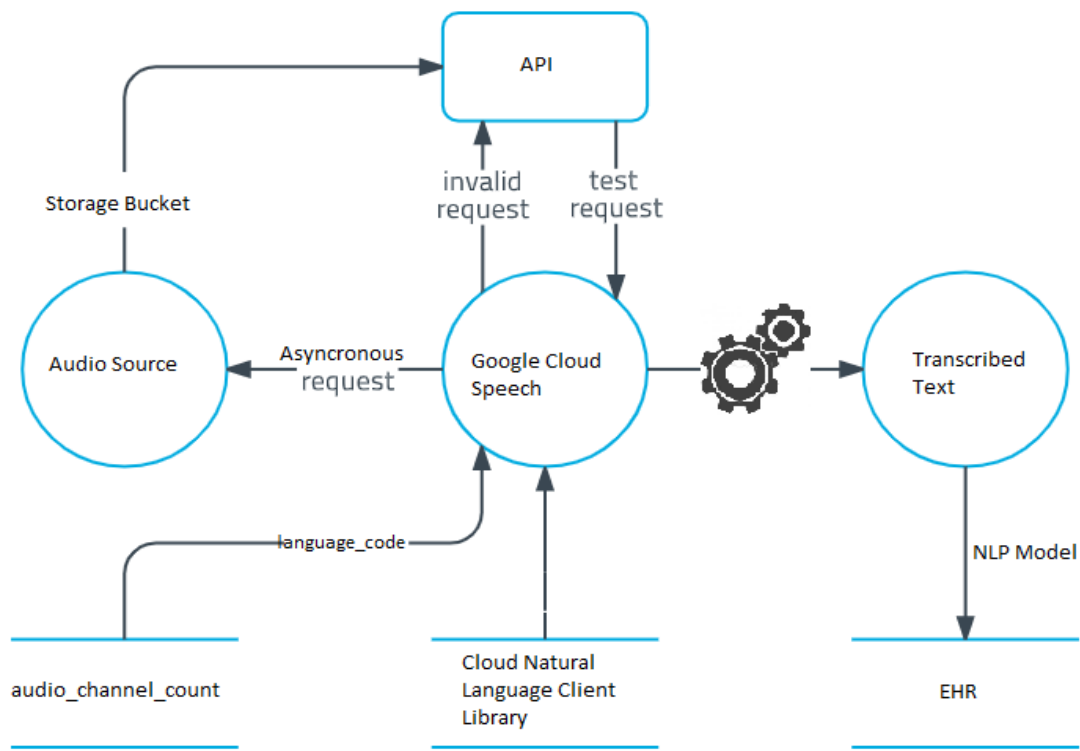 API
invalid
request
test
request
Storage Bucket
Audio Source
Asyncronous
request
Google Cloud
Speech
Transcribed
Text
language_code
NLP Model
audio_channel_count
Cloud Natural
Language Client
Library
EHR